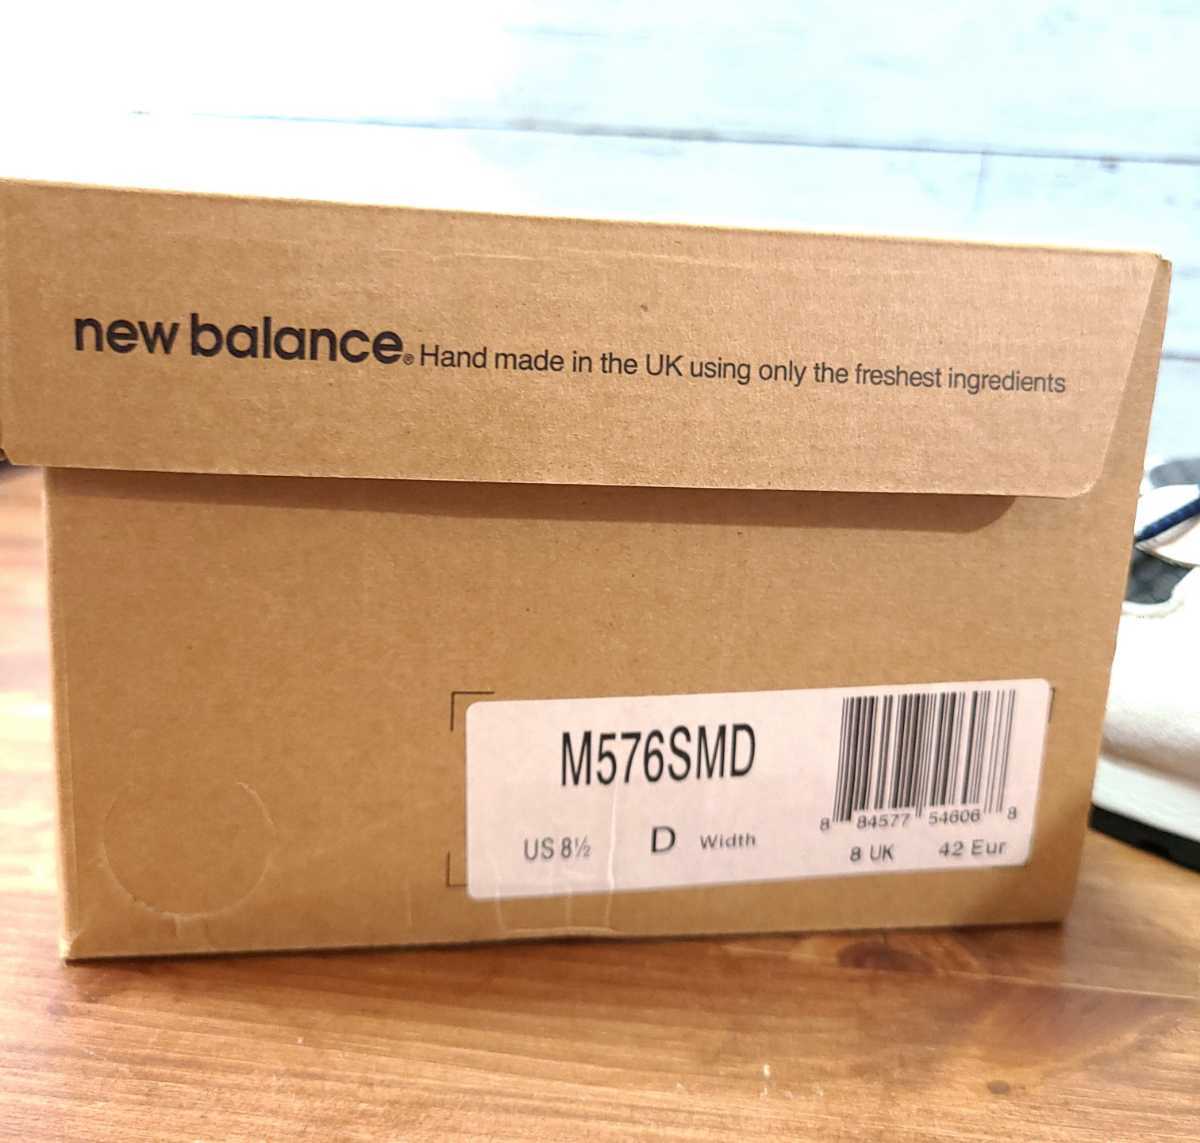 new balance® Hand made in the UK using only the freshest ingredients
M576SMD
8 84577 54606 8
US 8½ D Width 8 UK 42 Eur